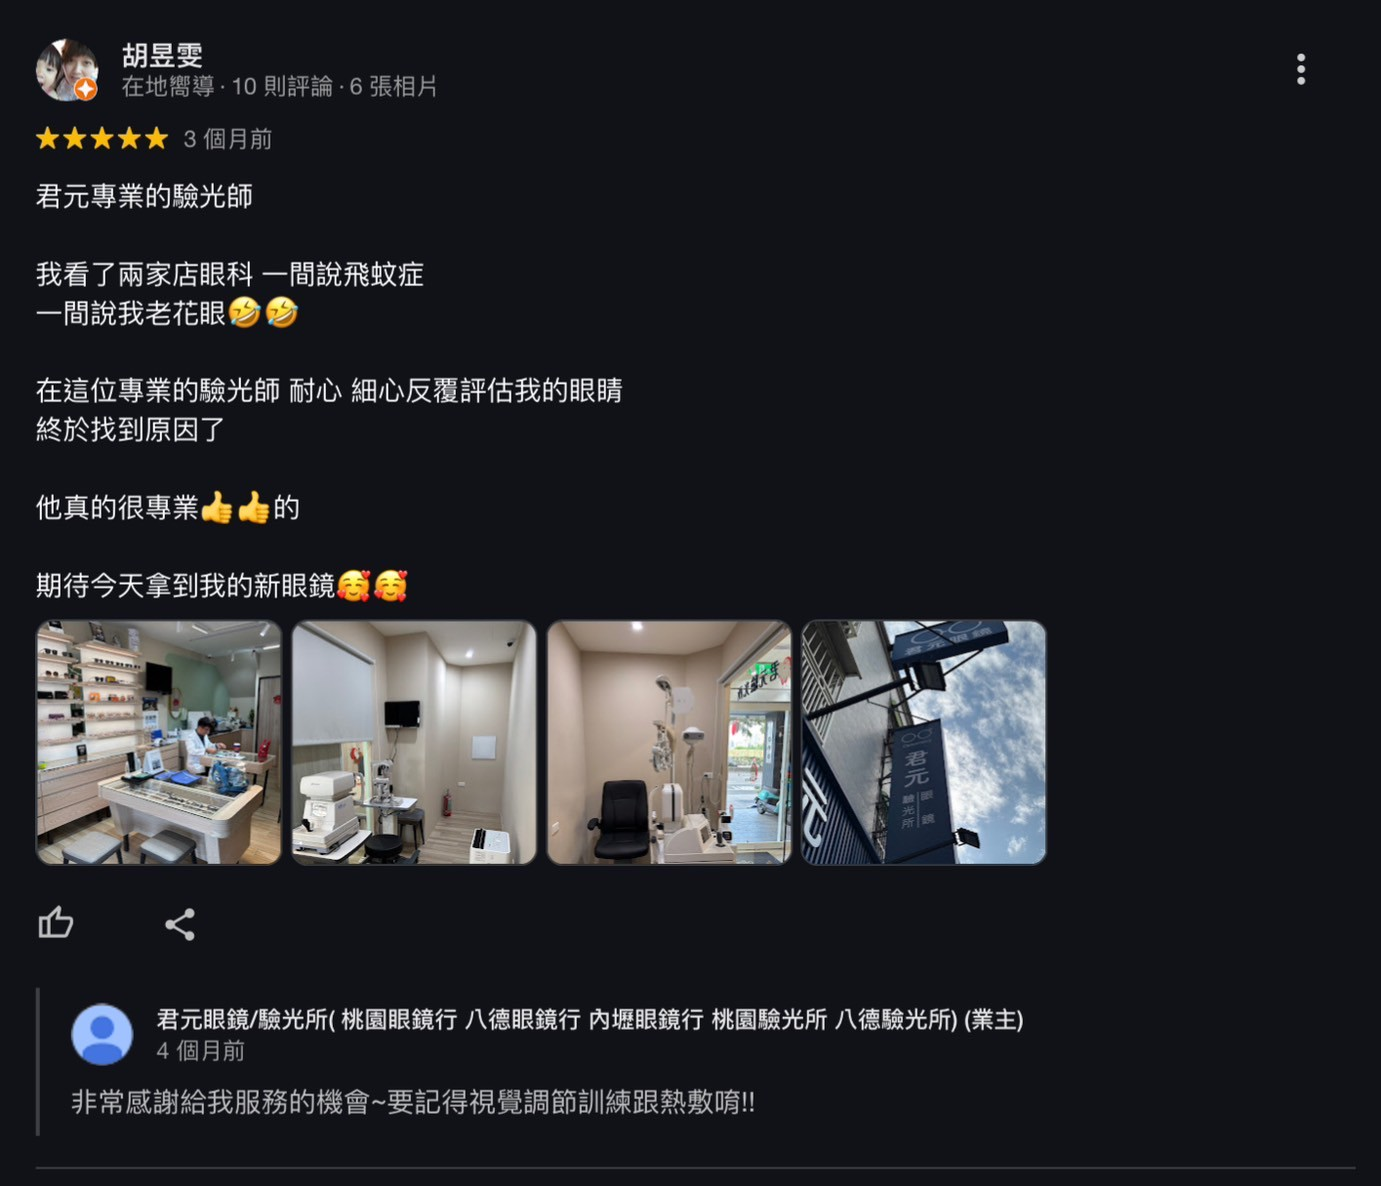 胡昱雯
在地嚮導 · 10 則評論 · 6 張相片
3 個月前
君元專業的驗光師
我看了兩家店眼科 一間說飛蚊症
一間說我老花眼🤣🤣
在這位專業的驗光師 耐心 細心反覆評估我的眼睛
終於找到原因了
他真的很專業👍👍的
期待今天拿到我的新眼鏡🥰🥰
君元眼鏡
君元
驗光所
眼鏡
君元眼鏡/驗光所( 桃園眼鏡行 八德眼鏡行 內壢眼鏡行 桃園驗光所 八德驗光所) (業主)
4 個月前
非常感謝給我服務的機會~要記得視覺調節訓練跟熱敷唷!!